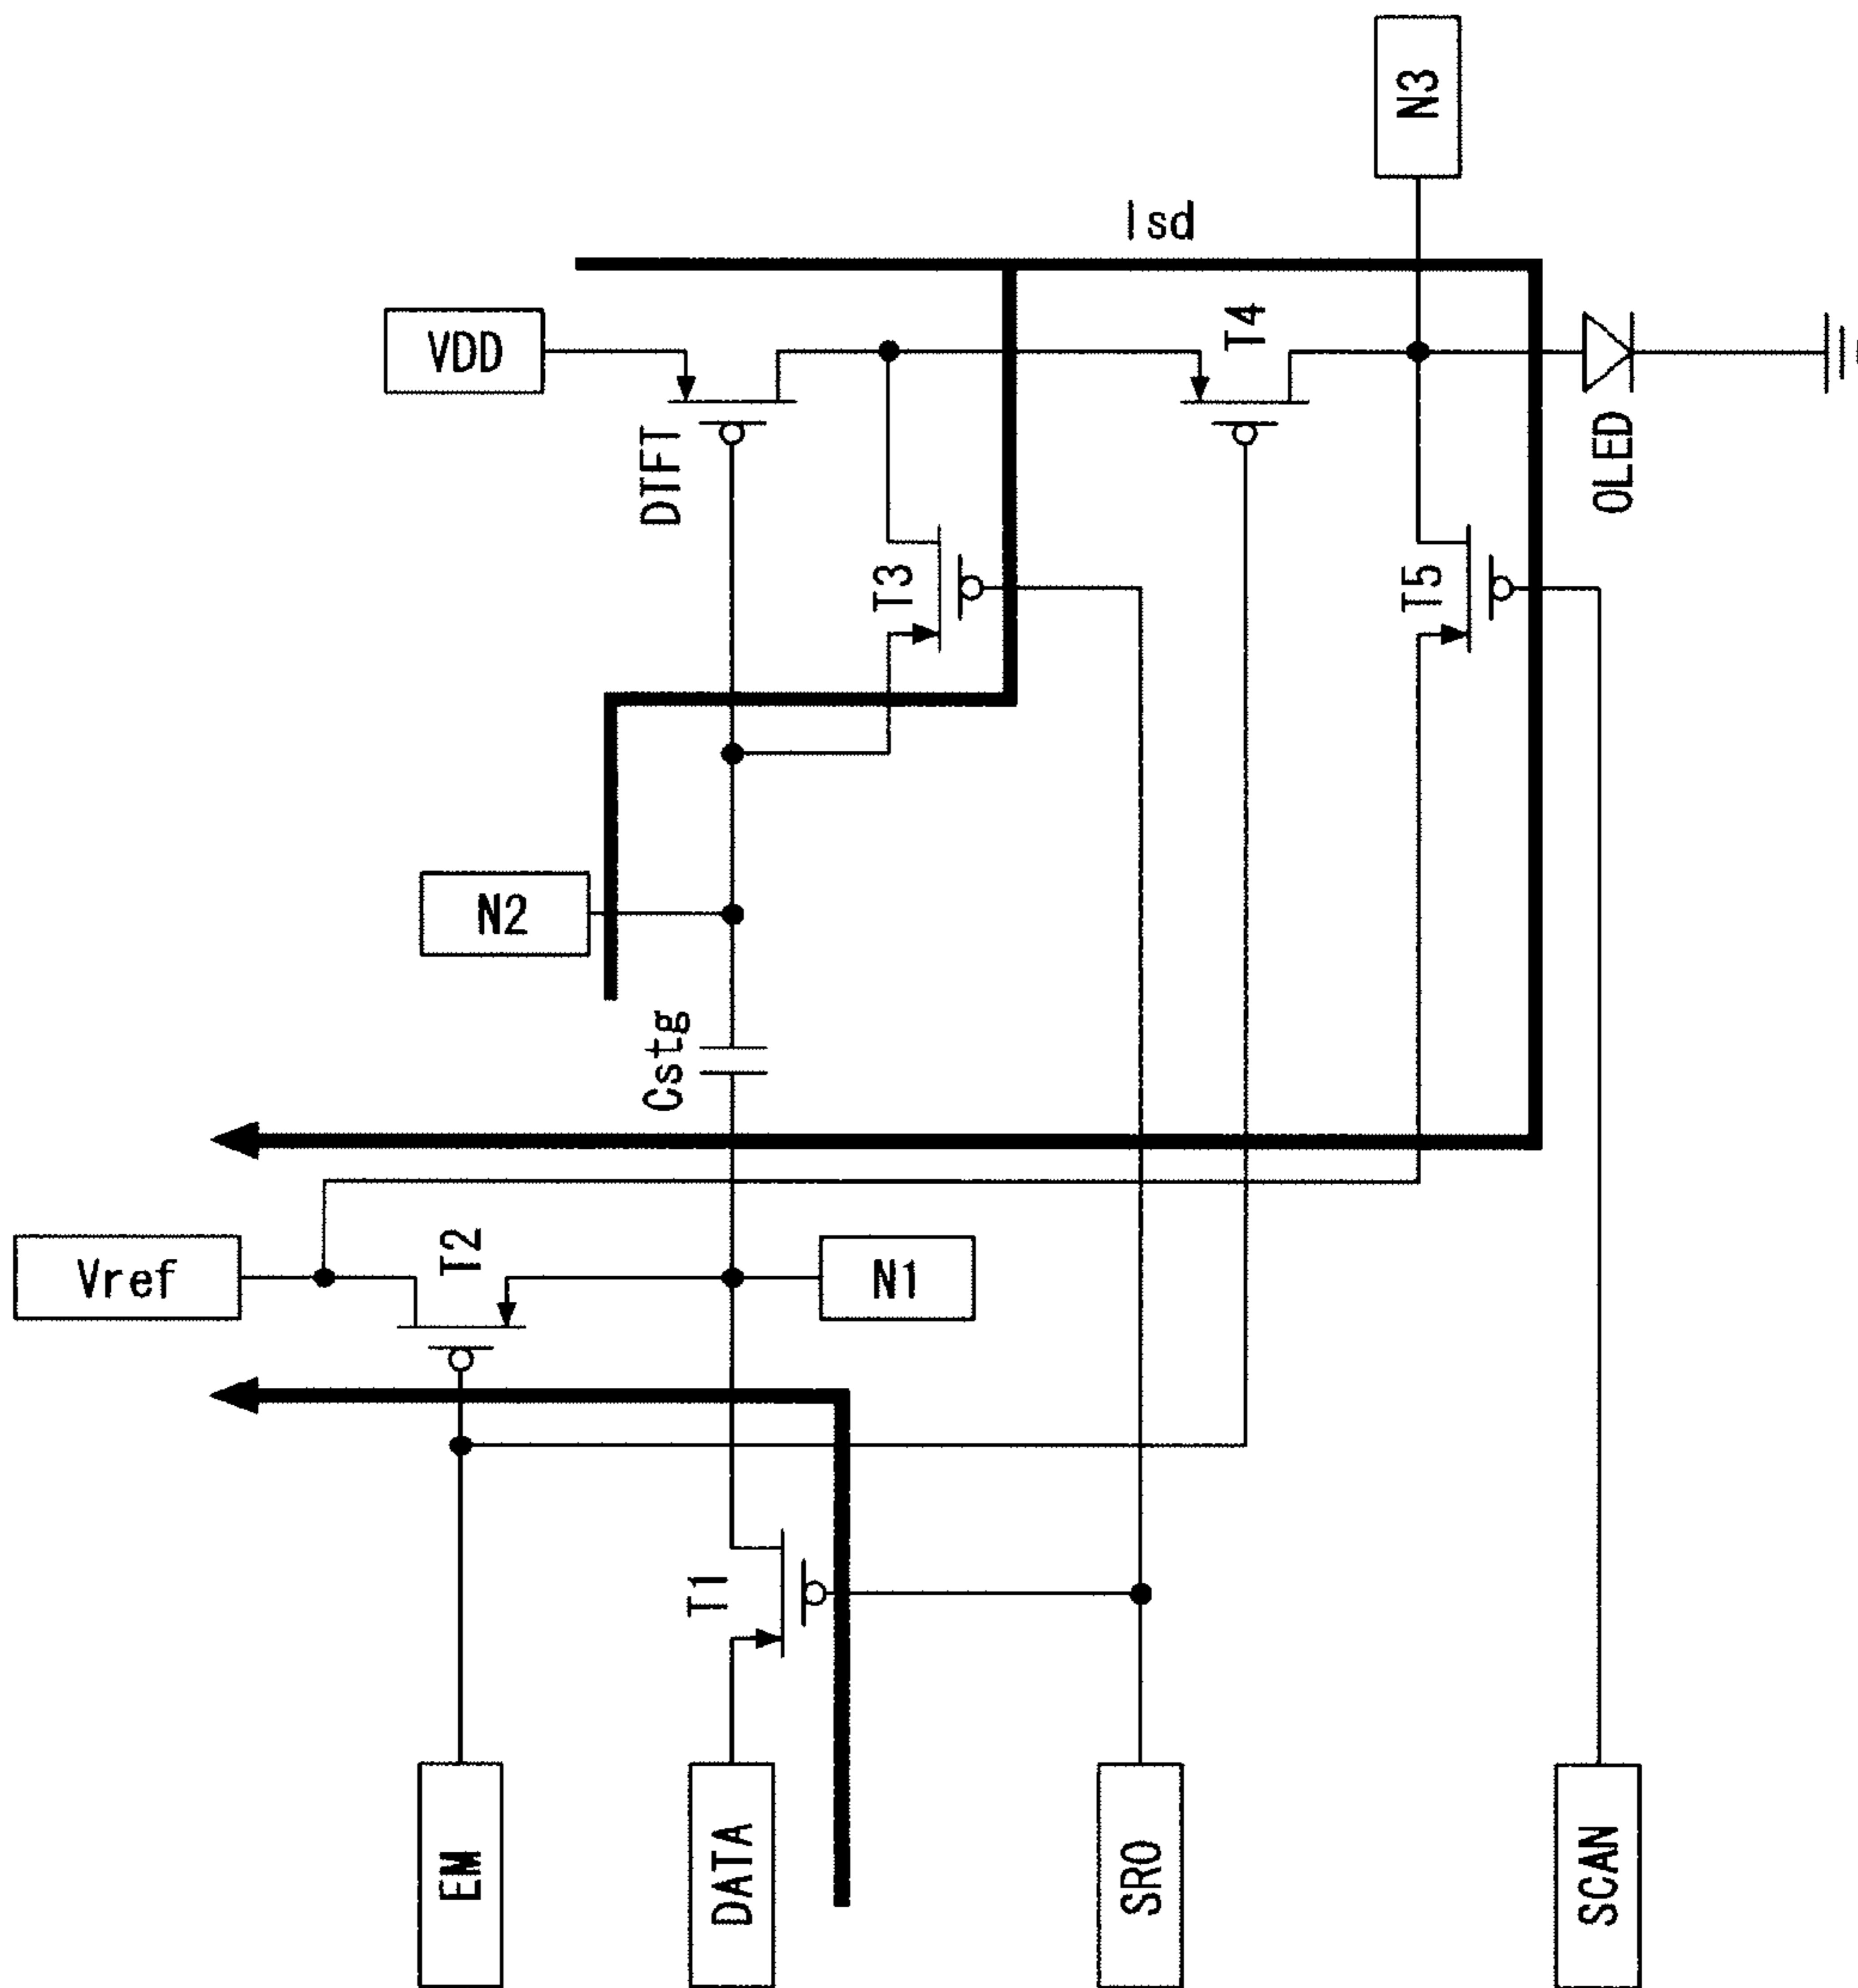 N3
Isd
VDD
T4
DTFT
OLED
T3
T5
N2
Cstg
T2
Vref
N1
T1
EM
DATA
SRO
SCAN